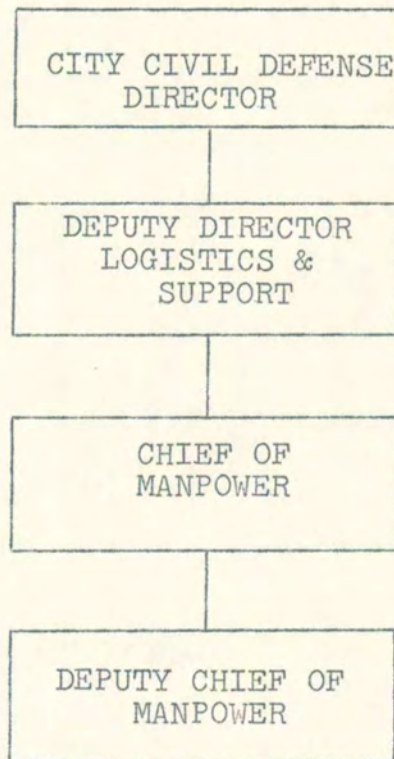 CITY CIVIL DEFENSE
DIRECTOR
DEPUTY DIRECTOR
LOGISTICS &
SUPPORT
CHIEF OF
MANPOWER
DEPUTY CHIEF OF
MANPOWER